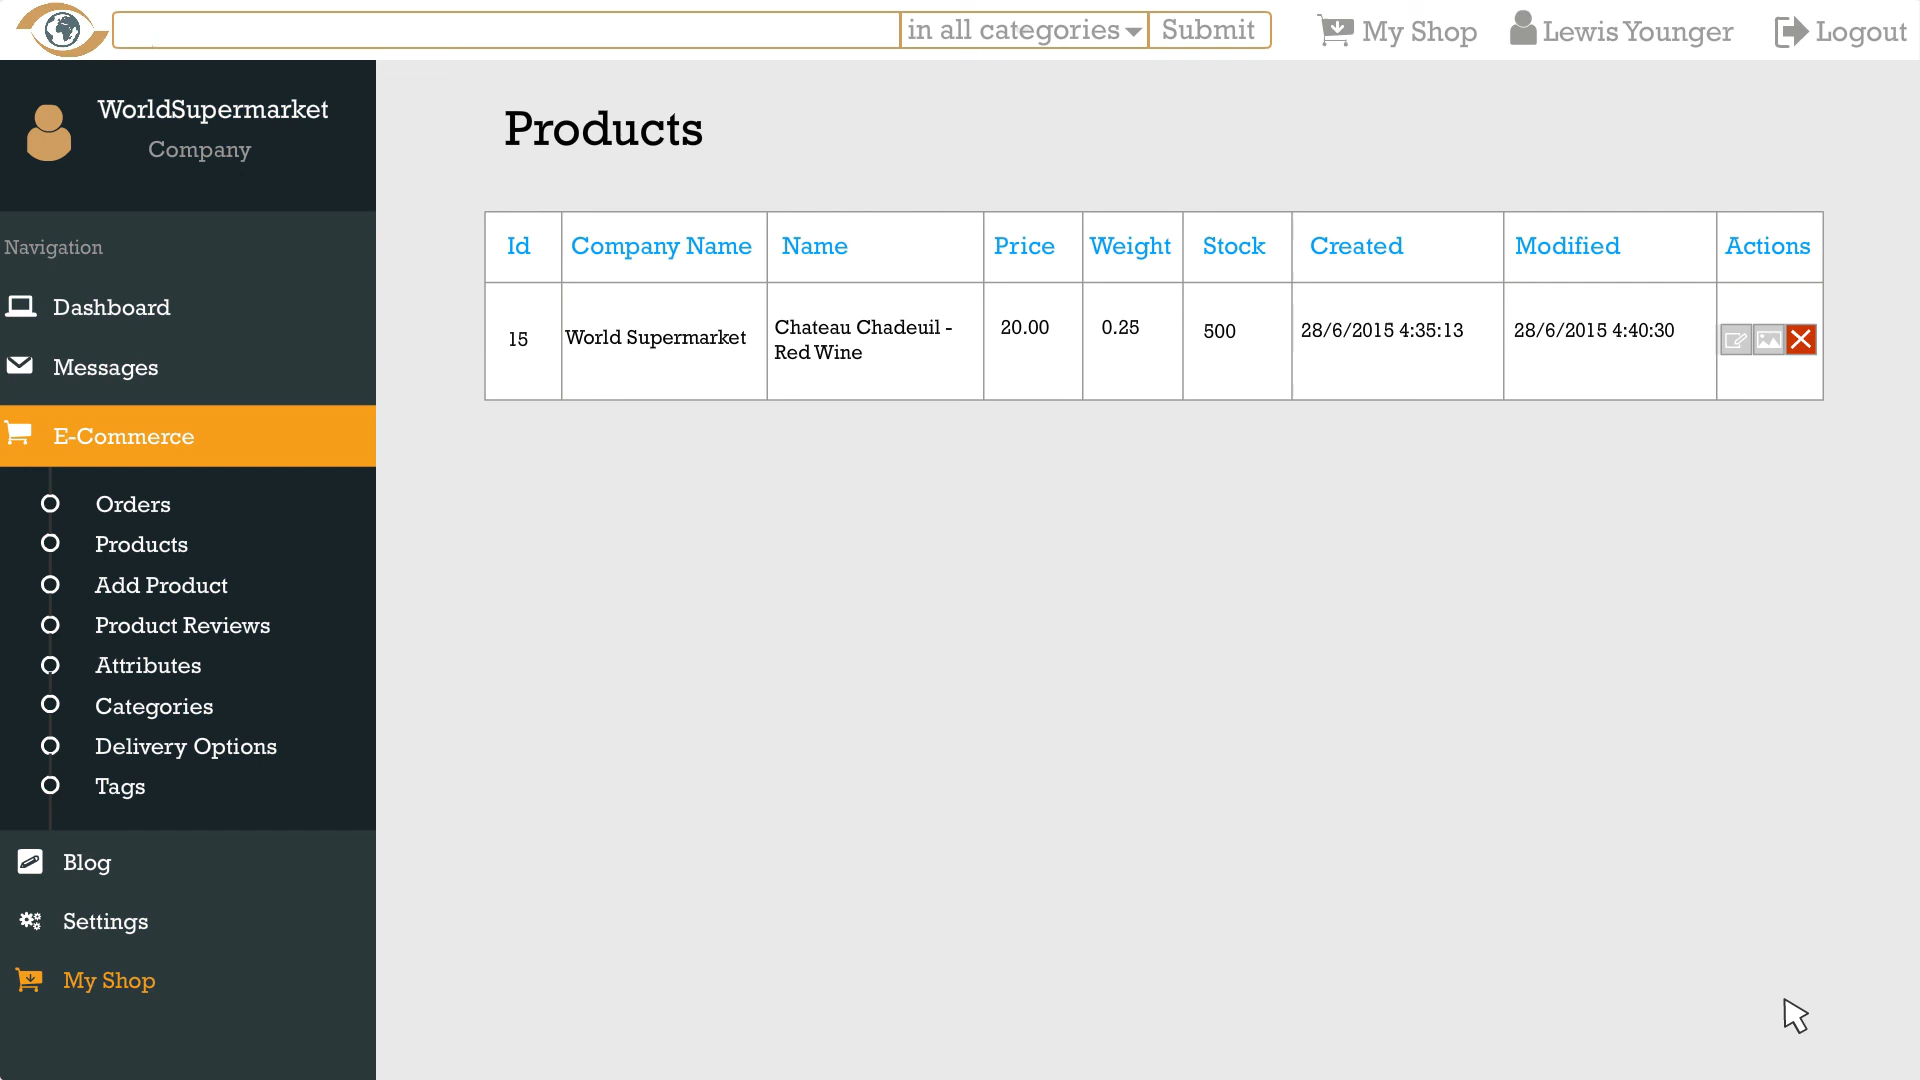 in all categories
Submit
My Shop
Lewis Younger
Logout
WorldSupermarket
Company
Navigation
Dashboard
Messages
E-Commerce
Orders
Products
Add Product
Product Reviews
Attributes
Categories
Delivery Options
Tags
Blog
Settings
My Shop
Products
Id Company Name Name Price Weight Stock Created Modified Actions
15 World Supermarket Chateau Chadeuil - 20.00 0.25 500 28/6/2015 4:35:13 28/6/2015 4:40:30
Red Wine